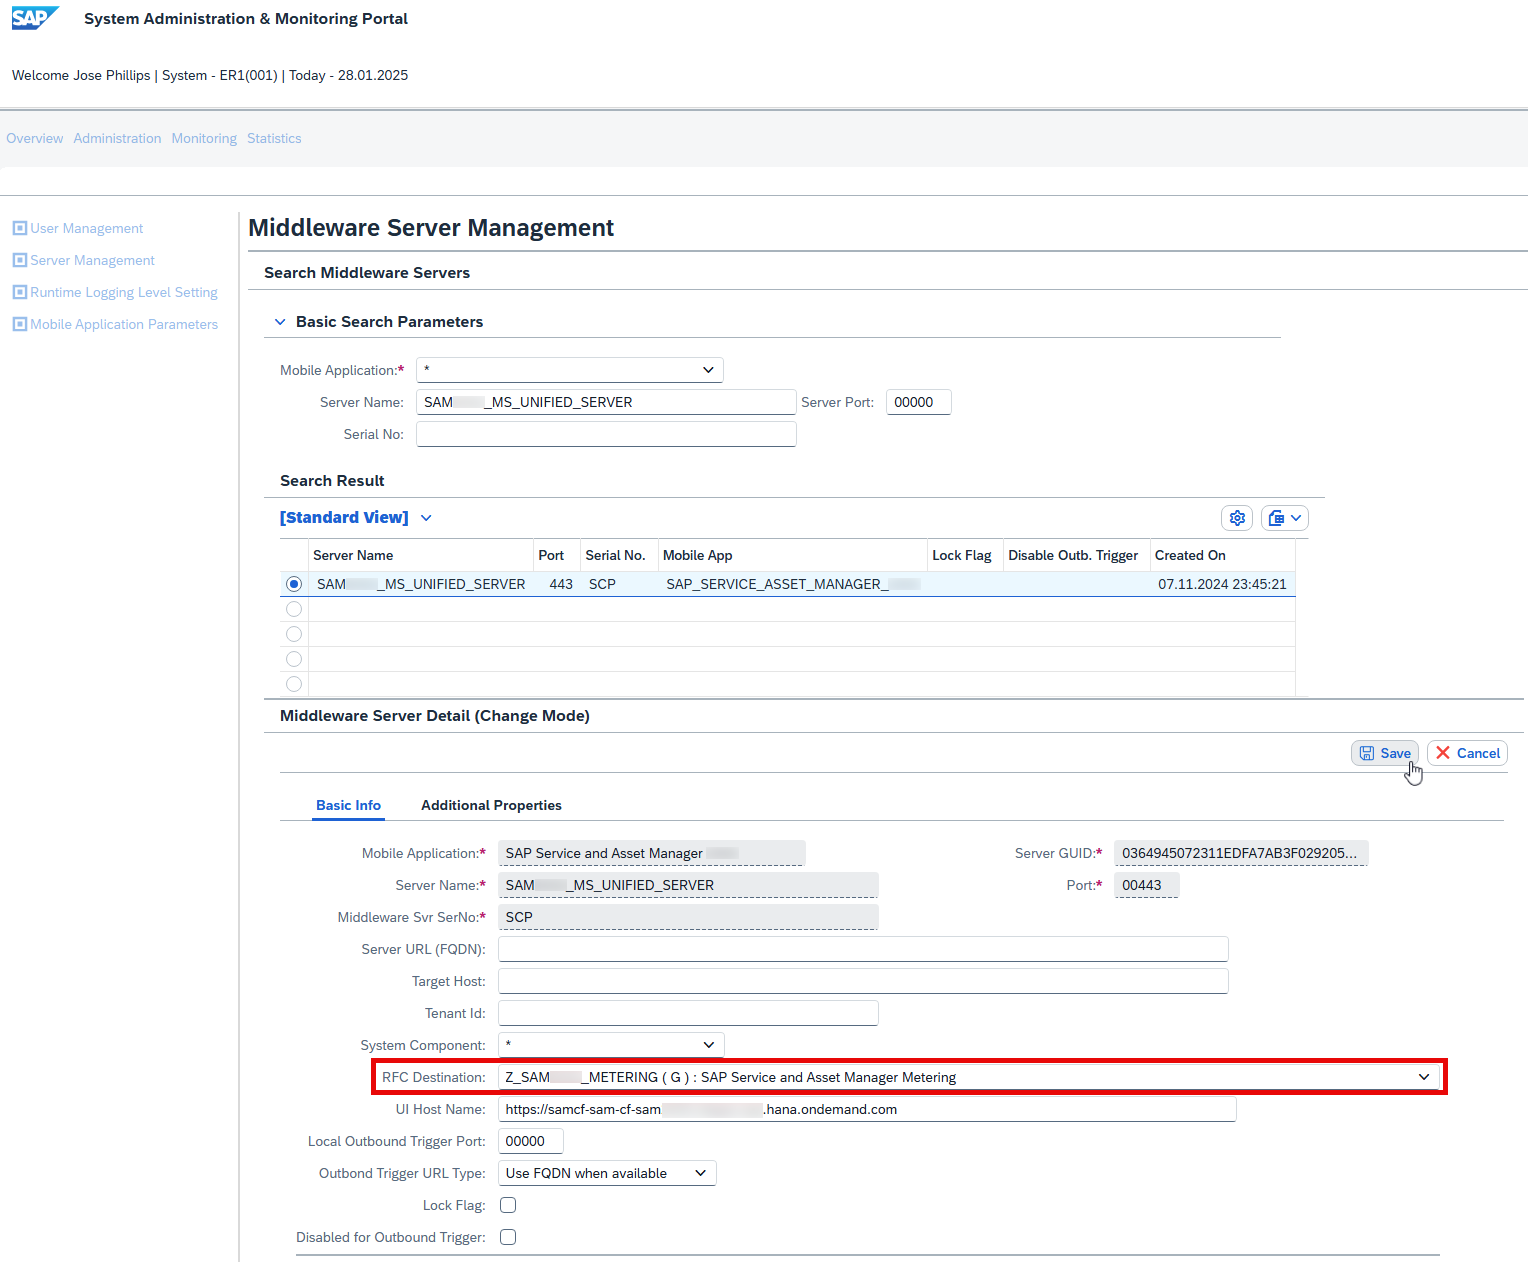 SAP System Administration & Monitoring Portal
Welcome Jose Phillips | System - ER1(001) | Today - 28.01.2025
Overview Administration Monitoring Statistics
User Management
Server Management
Runtime Logging Level Setting
Mobile Application Parameters
Middleware Server Management
Search Middleware Servers
Basic Search Parameters
Mobile Application:* *
Server Name: SAM _MS_UNIFIED_SERVER Server Port: 00000
Serial No:
Search Result
[Standard View]
Server Name Port Serial No. Mobile App Lock Flag Disable Outb. Trigger Created On
SAM _MS_UNIFIED_SERVER 443 SCP SAP_SERVICE_ASSET_MANAGER_ 07.11.2024 23:45:21
Middleware Server Detail (Change Mode)
Save Cancel
Basic Info Additional Properties
Mobile Application:* SAP Service and Asset Manager Server GUID:* 0364945072311EDFA7AB3F029205...
Server Name:* SAM _MS_UNIFIED_SERVER Port:* 00443
Middleware Svr SerNo:* SCP
Server URL (FQDN):
Target Host:
Tenant Id:
System Component: *
RFC Destination: Z_SAM _METERING ( G ) : SAP Service and Asset Manager Metering
UI Host Name: https://samcf-sam-cf-sam .hana.ondemand.com
Local Outbound Trigger Port: 00000
Outbond Trigger URL Type: Use FQDN when available
Lock Flag:
Disabled for Outbound Trigger: